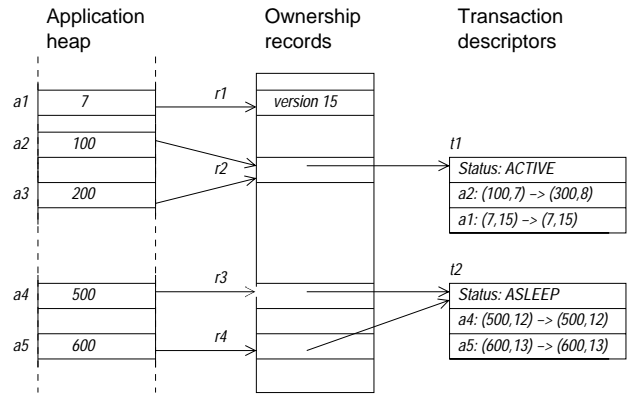 Application heap
Ownership records
Transaction descriptors
a1
7
r1
version 15
a2
100
r2
t1
Status: ACTIVE
a2: (100,7) –> (300,8)
a1: (7,15) –> (7,15)
a3
200
t2
a4
500
r3
Status: ASLEEP
a4: (500,12) –> (500,12)
a5
600
r4
a5: (600,13) –> (600,13)